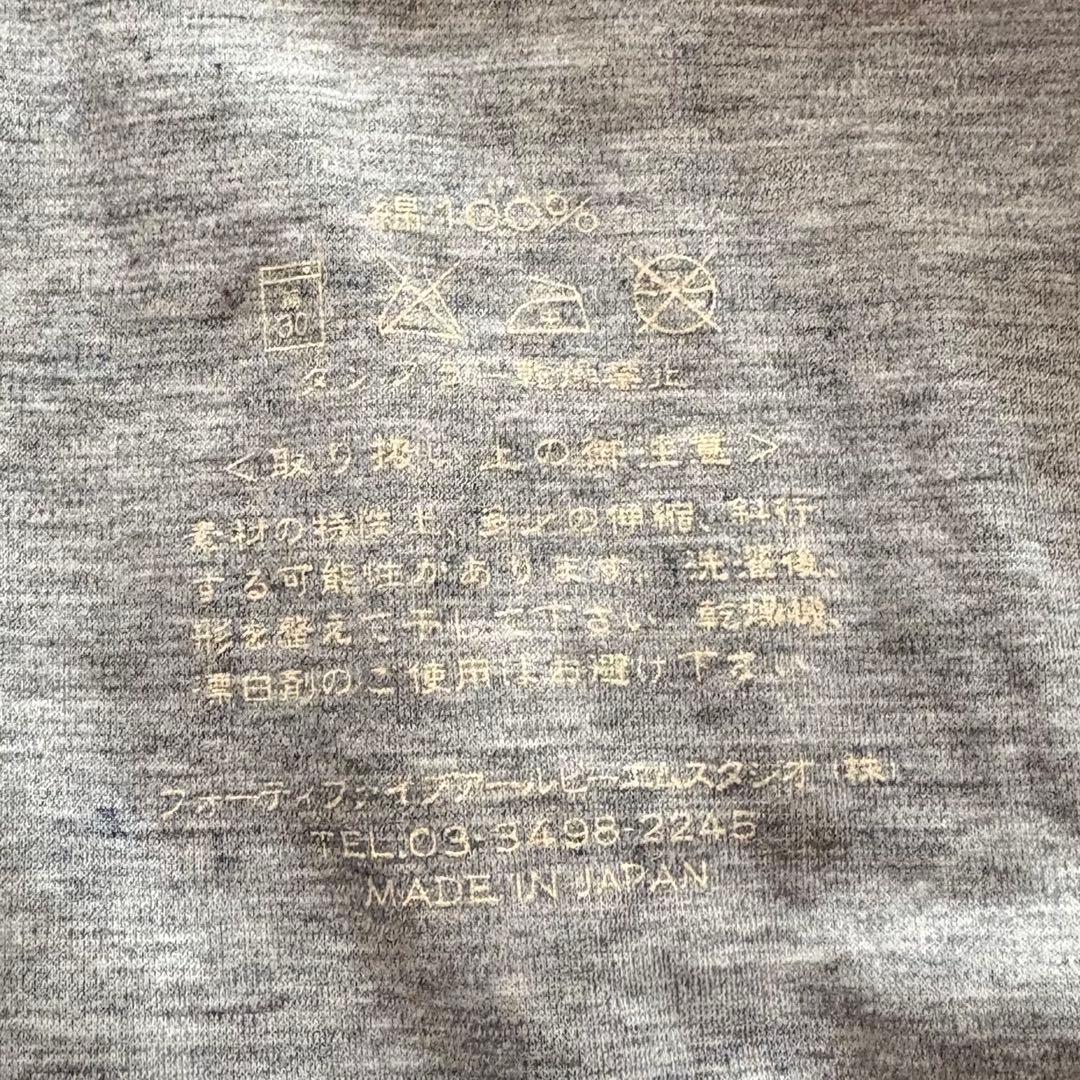 綿100%
弱
30
中
タンブラー乾燥禁止
<取り扱い上の御注意>
素材の特性上、多少の伸縮、斜行
する可能性があります。洗濯後、
形を整えて干して下さい 乾燥機、
漂白剤のご使用はお避け下さい
フォーティファイブアールピーエムスタジオ(株)
TEL.03-3498-2245
MADE IN JAPAN